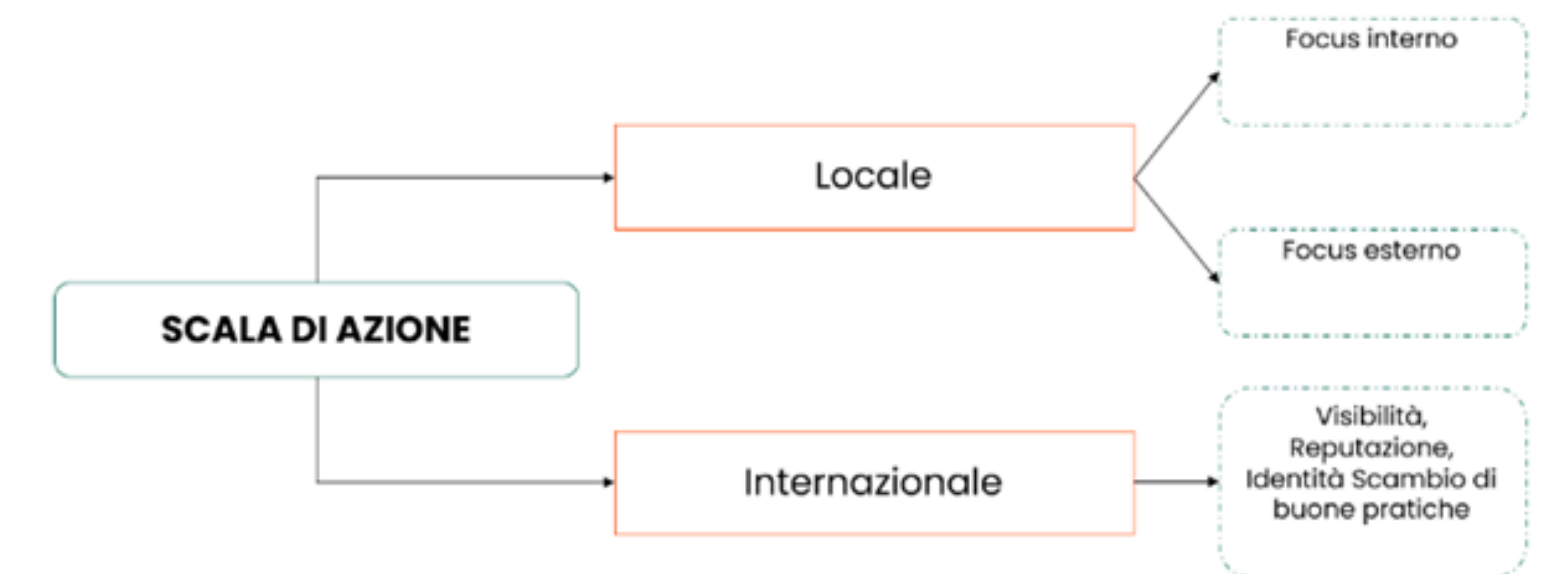 Focus interno
Locale
Focus esterno
SCALA DI AZIONE
Visibilità,
Reputazione,
Identità Scambio di
buone pratiche
Internazionale